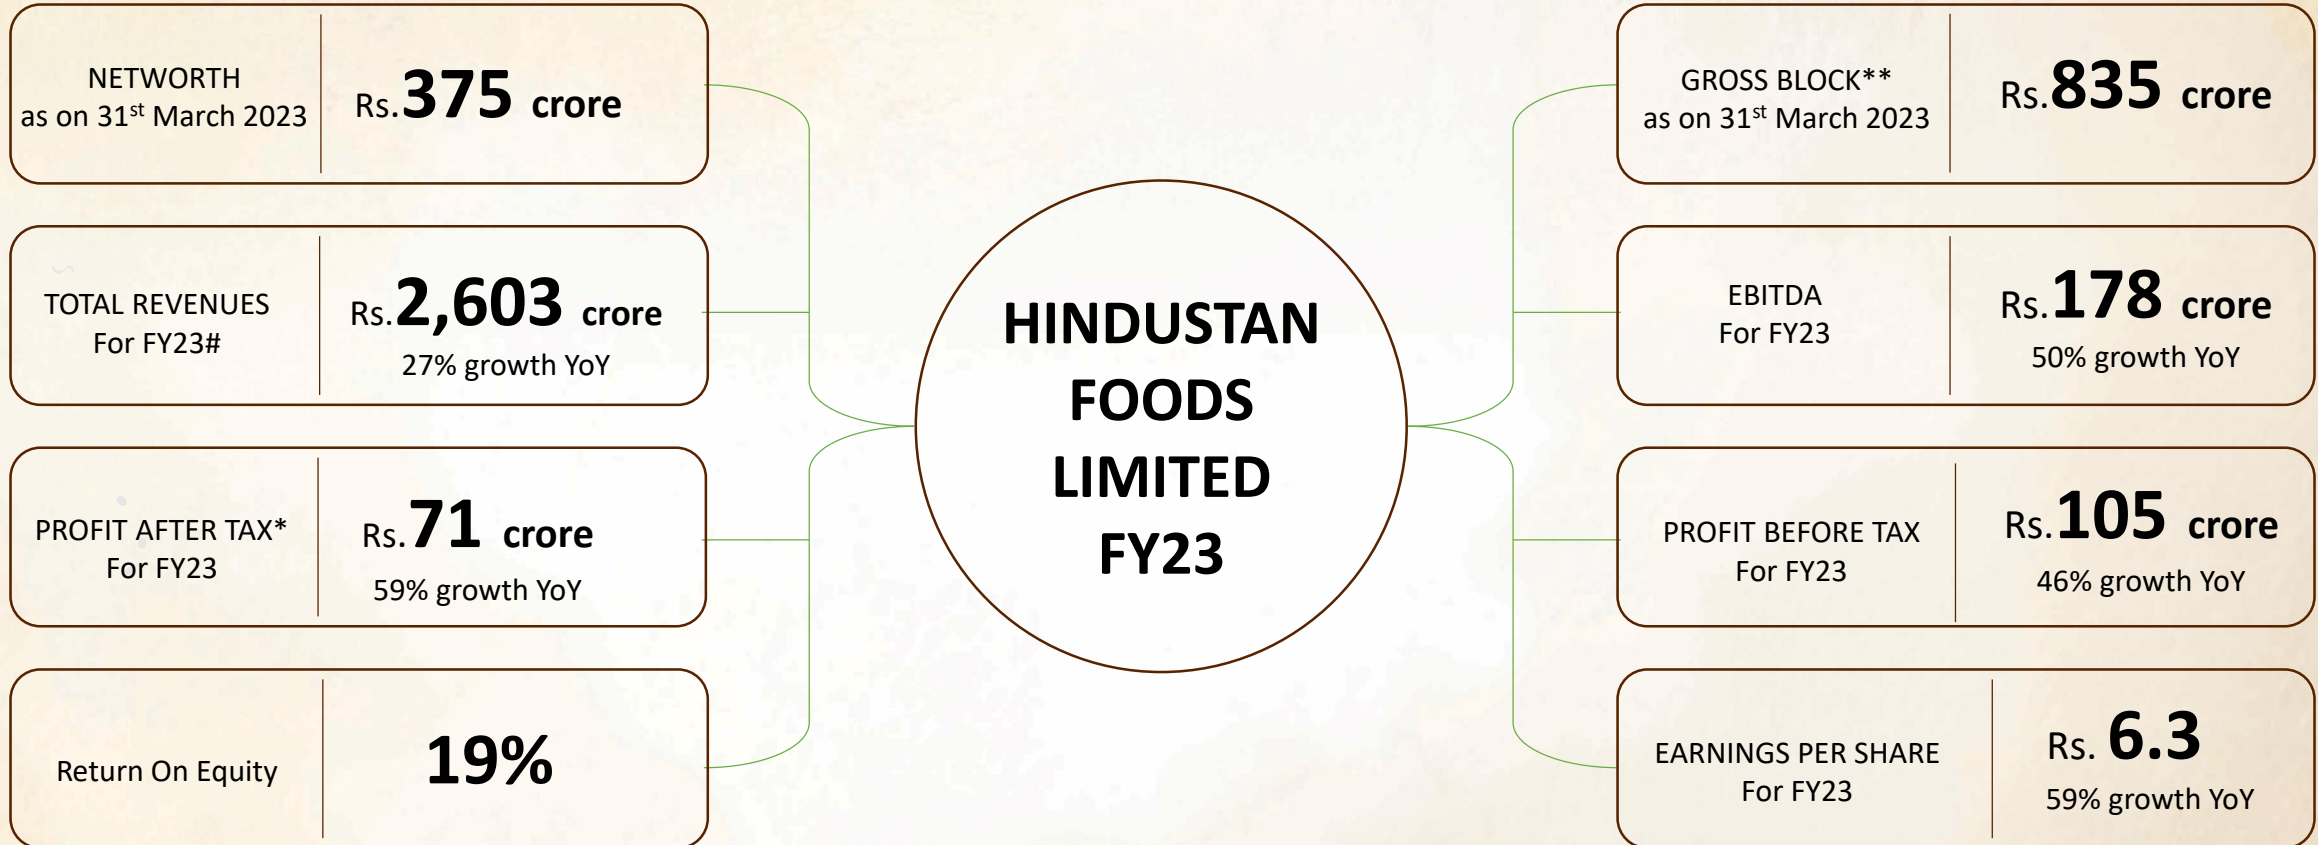 NETWORTH
as on 31st March 2023
Rs.375 crore
TOTAL REVENUES
For FY23#
Rs.2,603 crore
27% growth YoY
PROFIT AFTER TAX*
For FY23
Rs.71 crore
59% growth YoY
Return On Equity
19%
HINDUSTAN
FOODS
LIMITED
FY23
GROSS BLOCK**
as on 31st March 2023
Rs.835 crore
EBITDA
For FY23
Rs.178 crore
50% growth YoY
PROFIT BEFORE TAX
For FY23
Rs.105 crore
46% growth YoY
EARNINGS PER SHARE
For FY23
Rs. 6.3
59% growth YoY